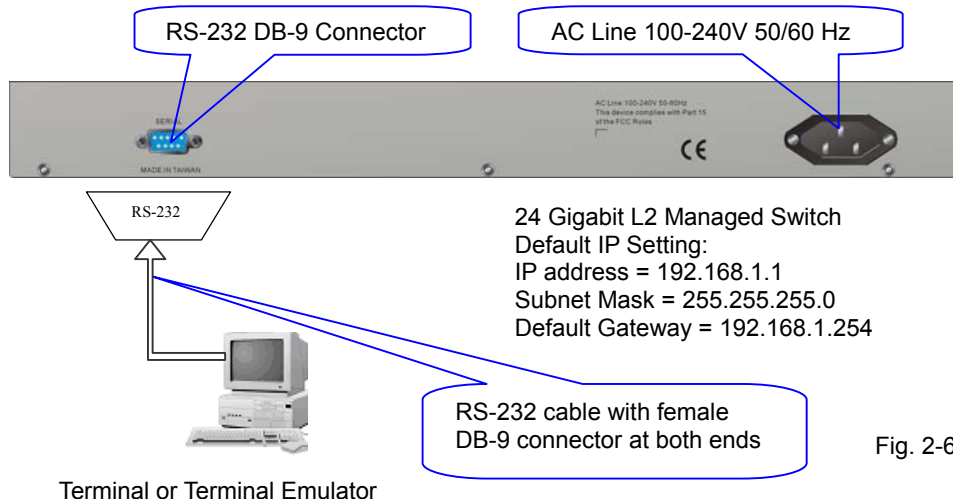 RS-232 DB-9 Connector
AC Line 100-240V 50/60 Hz
SERIAL
AC Line:100-240V 50-60Hz
This device complies with Part 15
of the FCC Rules
CE
MADE IN TAIWAN
RS-232
24 Gigabit L2 Managed Switch
Default IP Setting:
IP address = 192.168.1.1
Subnet Mask = 255.255.255.0
Default Gateway = 192.168.1.254
RS-232 cable with female
DB-9 connector at both ends
Fig. 2-6
Terminal or Terminal Emulator